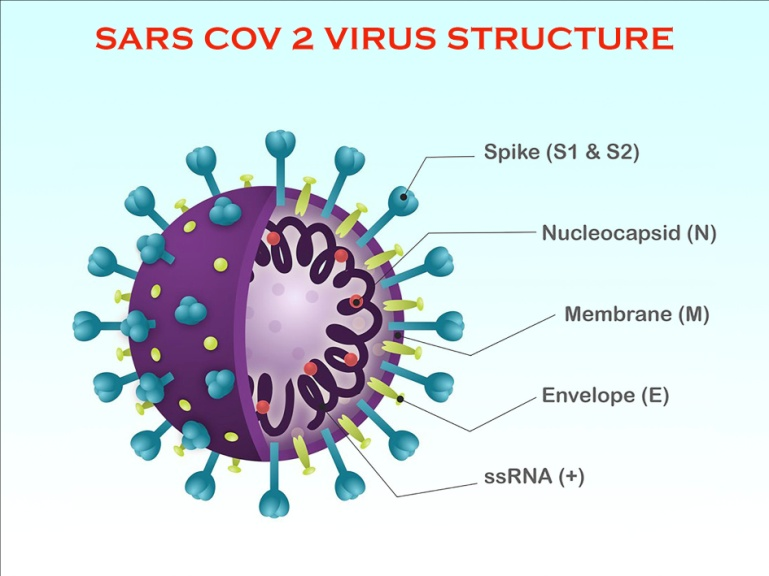 SARS COV 2 VIRUS STRUCTURE
Spike (S1 & S2)
Nucleocapsid (N)
Membrane (M)
Envelope (E)
ssRNA (+)